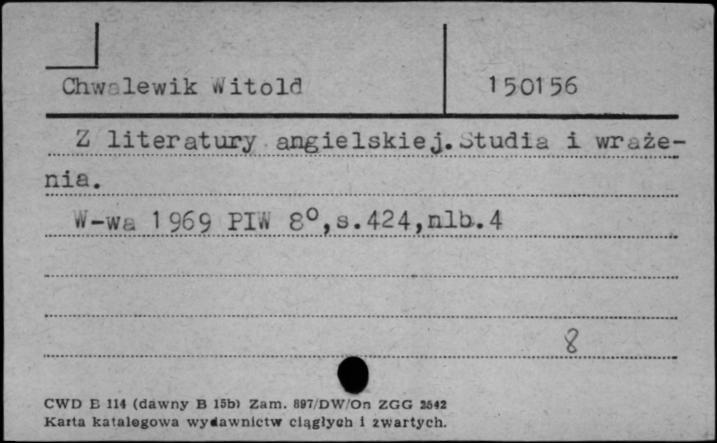 Chwalewik Witold 150156
Z literatury angielskiej.Studia i wraże-
nia.
W-wa 1969 PIW 8°,s.424,nlb.4
8
CWD E 114 (dawny B 15b) Zam. 897/DW/On ZGG 2542
Karta katalogowa wydawnictw ciągłych i zwartych.